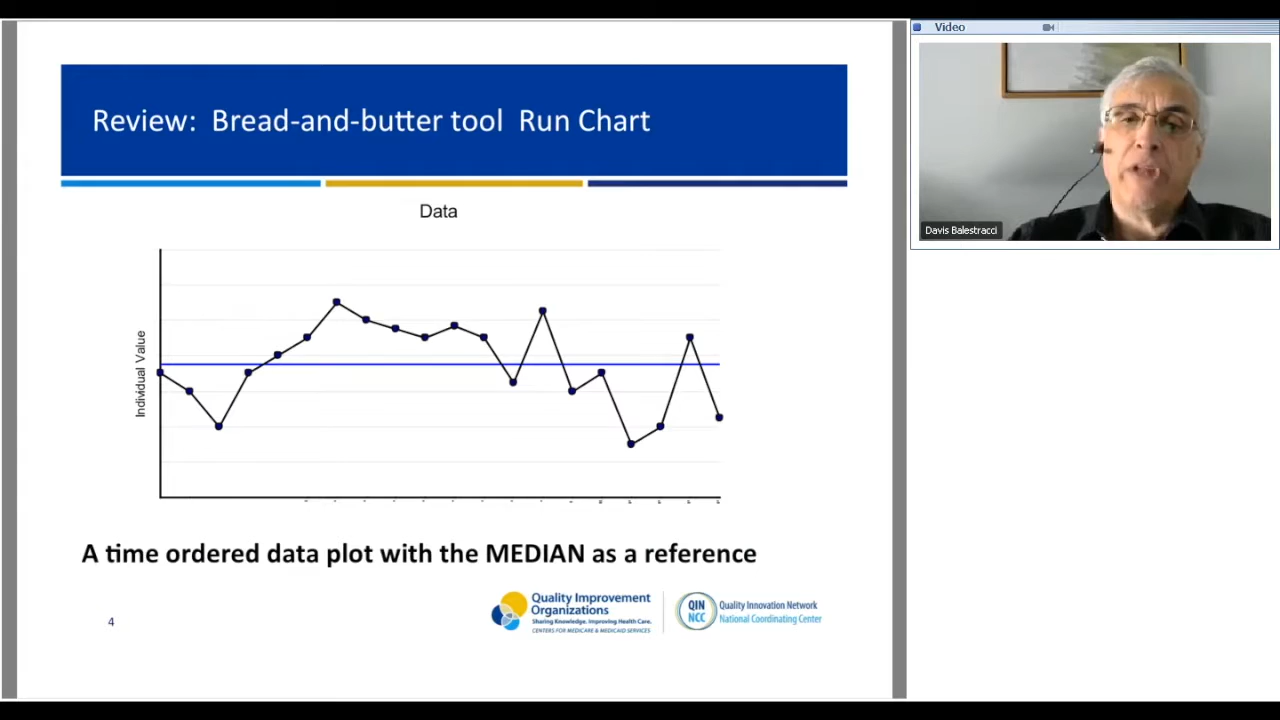 Video
Review:  Bread-and-butter tool  Run Chart
Data
Individual Value
Davis Balestracci
A time ordered data plot with the MEDIAN as a reference
4
Quality Improvement
Organizations
Sharing Knowledge. Improving Health Care.
CENTERS FOR MEDICARE & MEDICAID SERVICES
QIN
NCC
Quality Innovation Network
National Coordinating Center